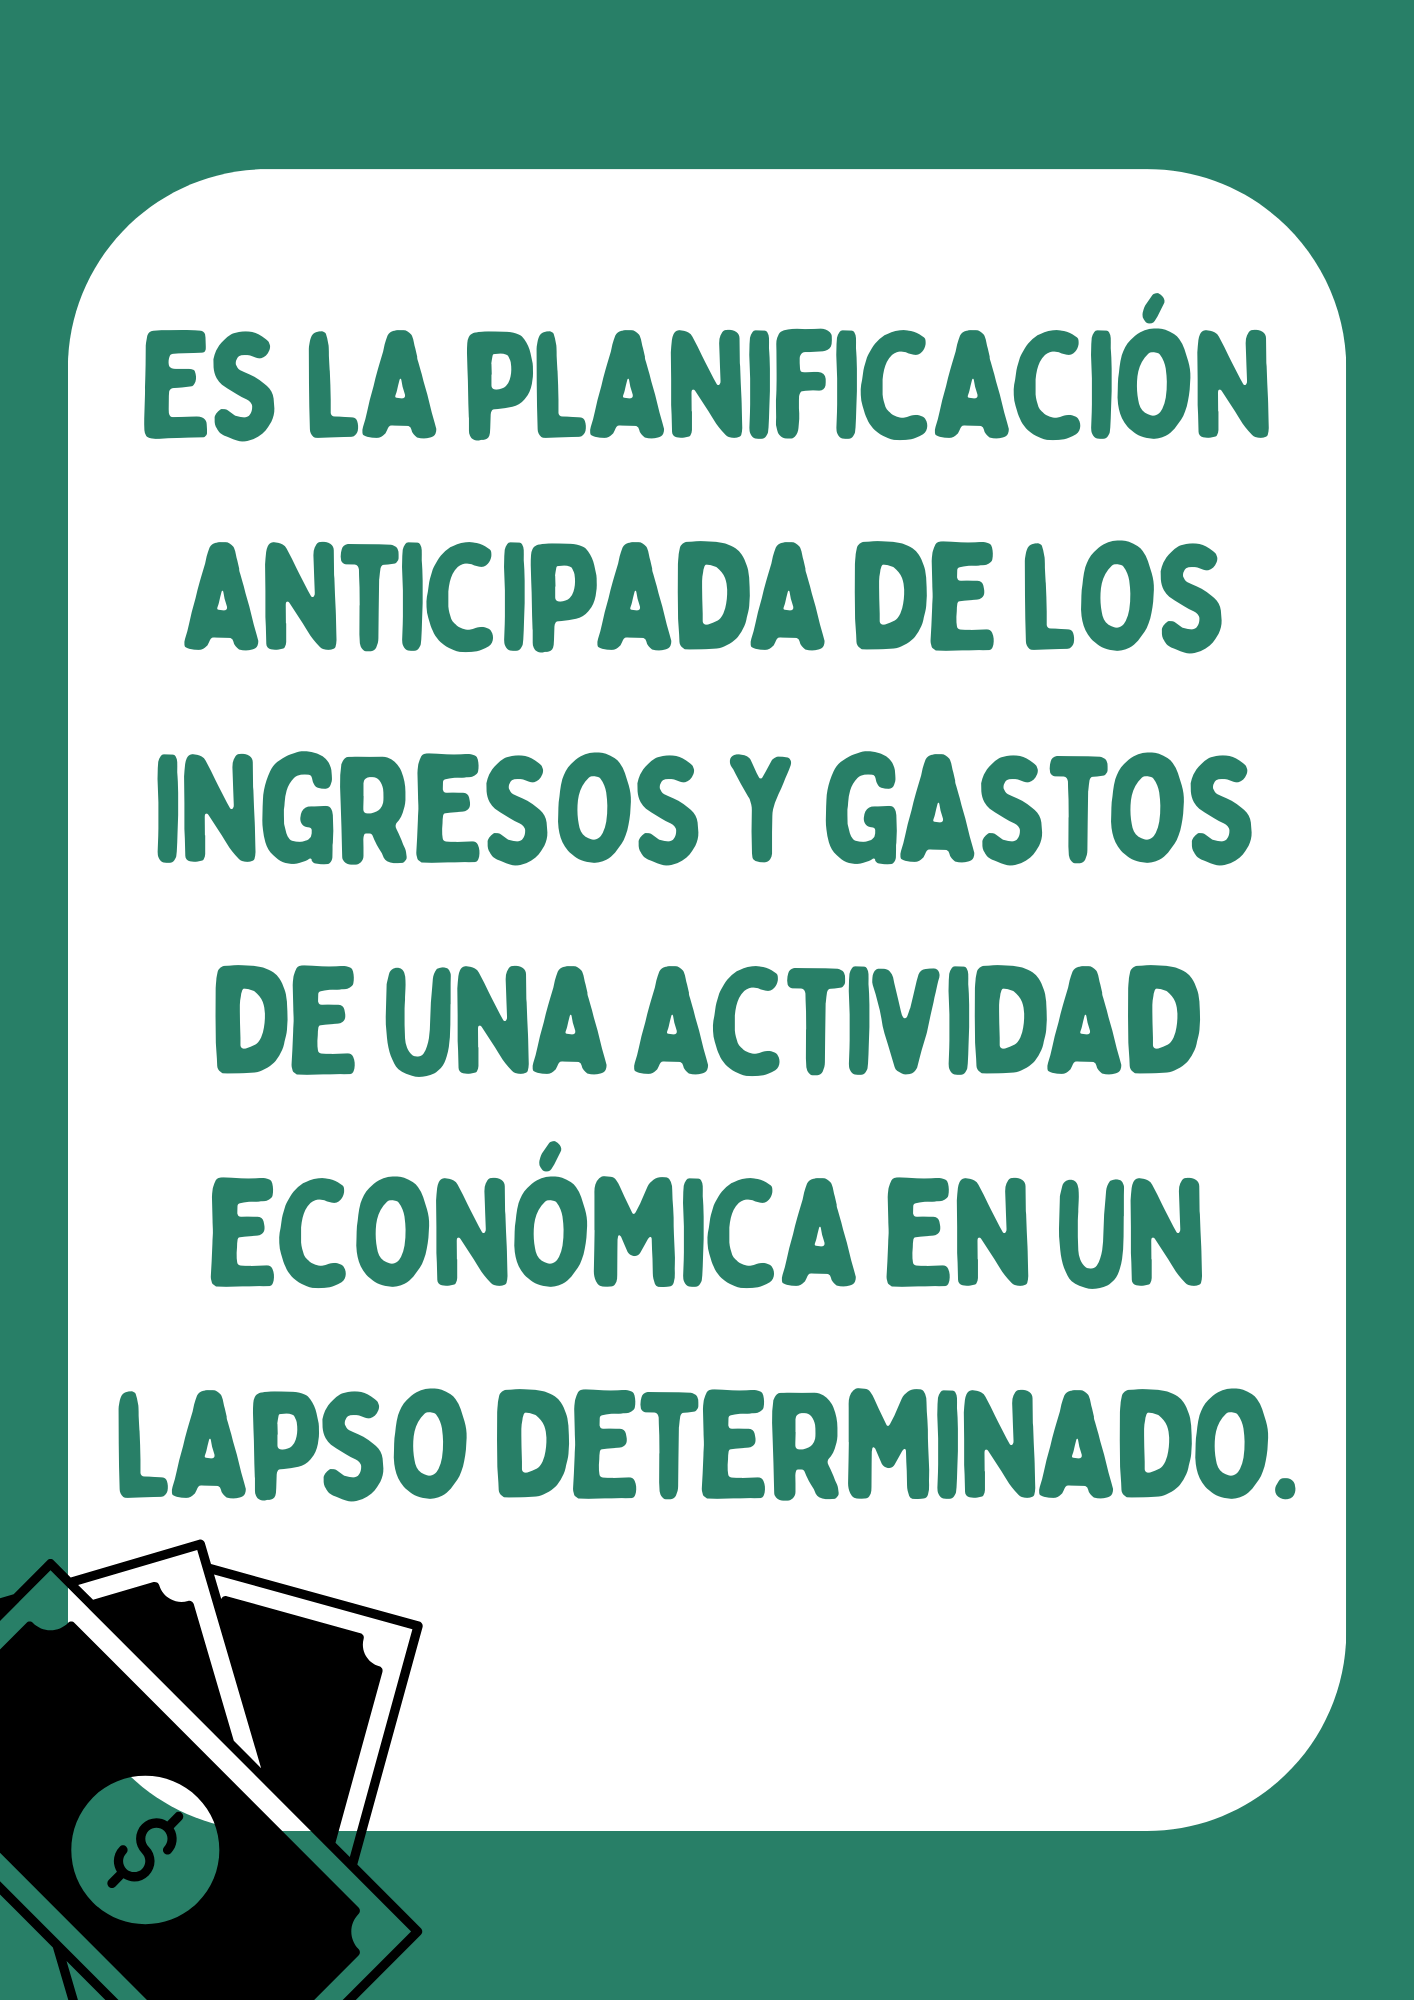 ES LA PLANIFICACIÓN
ANTICIPADA DE LOS
INGRESOS Y GASTOS
DE UNA ACTIVIDAD
ECONÓMICA EN UN
LAPSO DETERMINADO.
$